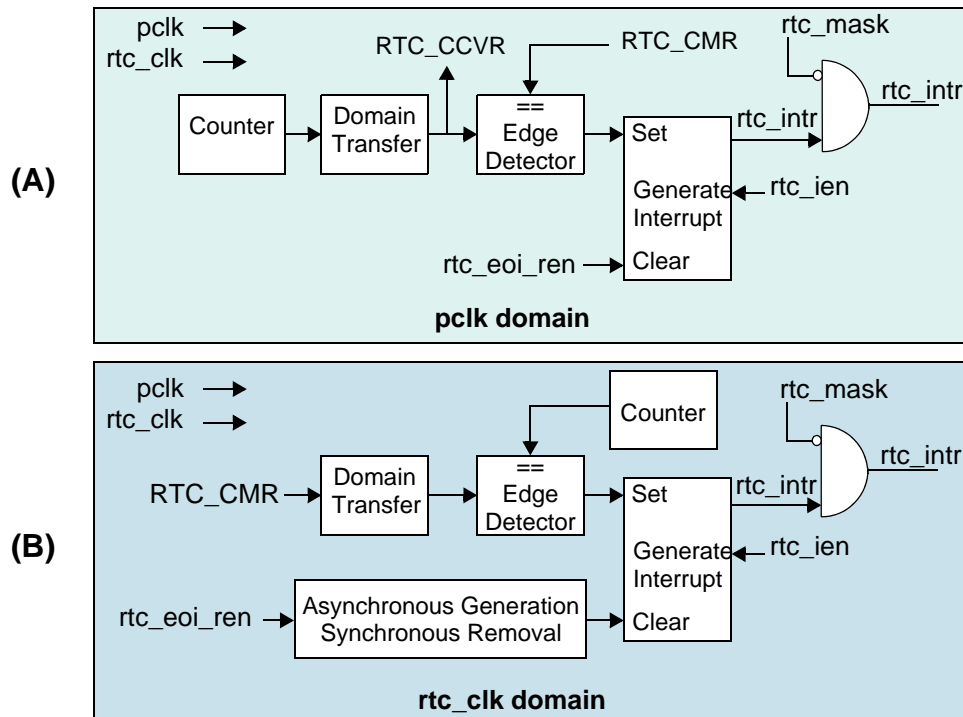 (A)
pclk
rtc_clk
RTC_CCVR
RTC_CMR
rtc_mask
rtc_intr
Counter
Domain
Transfer
==
Edge
Detector
Set
Generate
Interrupt
Clear
rtc_intr
rtc_ien
rtc_eoi_ren
pclk domain
(B)
pclk
rtc_clk
Counter
rtc_mask
rtc_intr
RTC_CMR
Domain
Transfer
==
Edge
Detector
Set
Generate
Interrupt
Clear
rtc_intr
rtc_ien
rtc_eoi_ren
Asynchronous Generation
Synchronous Removal
rtc_clk domain